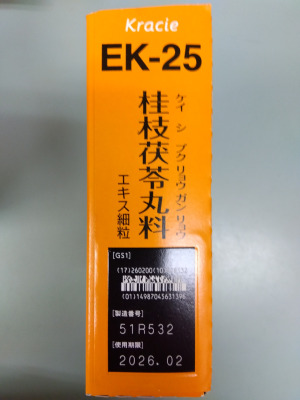 Kracie
EK-25
桂枝茯苓丸料
ケイ シ ブクリョウガンリョウ
エキス細粒
[GS1]
(01)14987045631396
[製造番号]
51R532
[使用期限]
2026.02